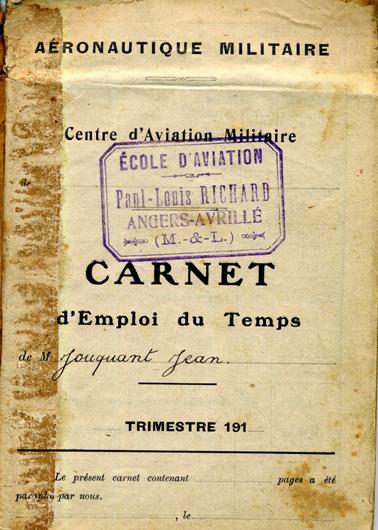 AÉRONAUTIQUE MILITAIRE
Centre d'Aviation Militaire
de
ÉCOLE D'AVIATION
Paul-Louis RICHARD
ANGERS-AVRILLÉ
(M.-&-L.)
CARNET
d'Emploi du Temps
de M Jouquant Jean.
TRIMESTRE 191
Le présent carnet contenant pages a été
paraphé par nous.
, le